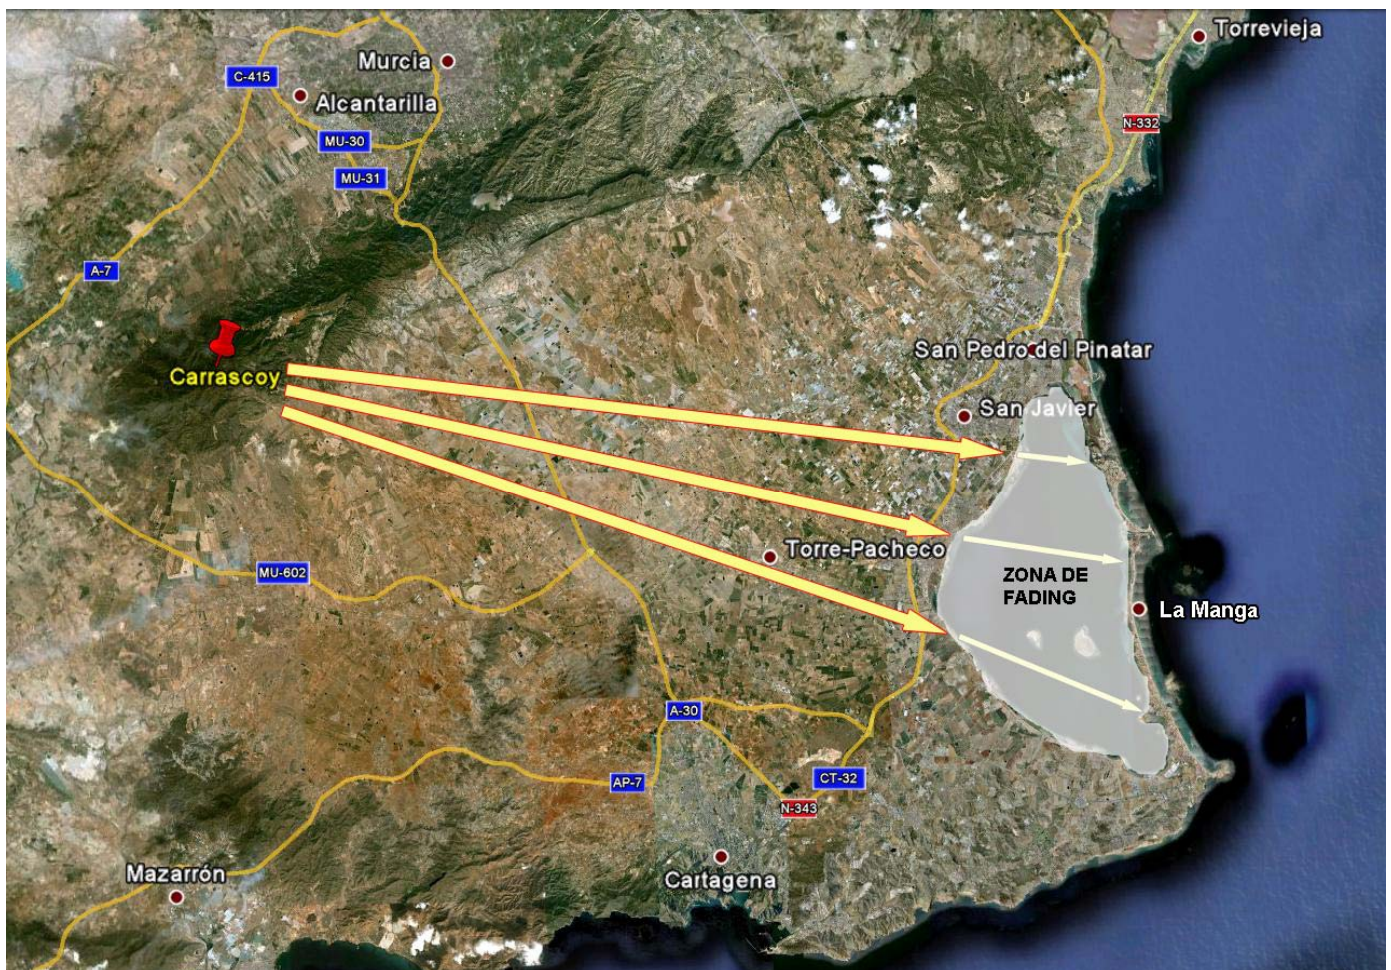 Torrevieja
Murcia
C-415
Alcantarilla
N-332
MU-30
MU-31
A-7
San Pedro del Pinatar
Carrascoy
San Javier
Torre-Pacheco
MU-602
ZONA DE
FADING
La Manga
A-30
AP-7
CT-32
N-343
Mazarrón
Cartagena